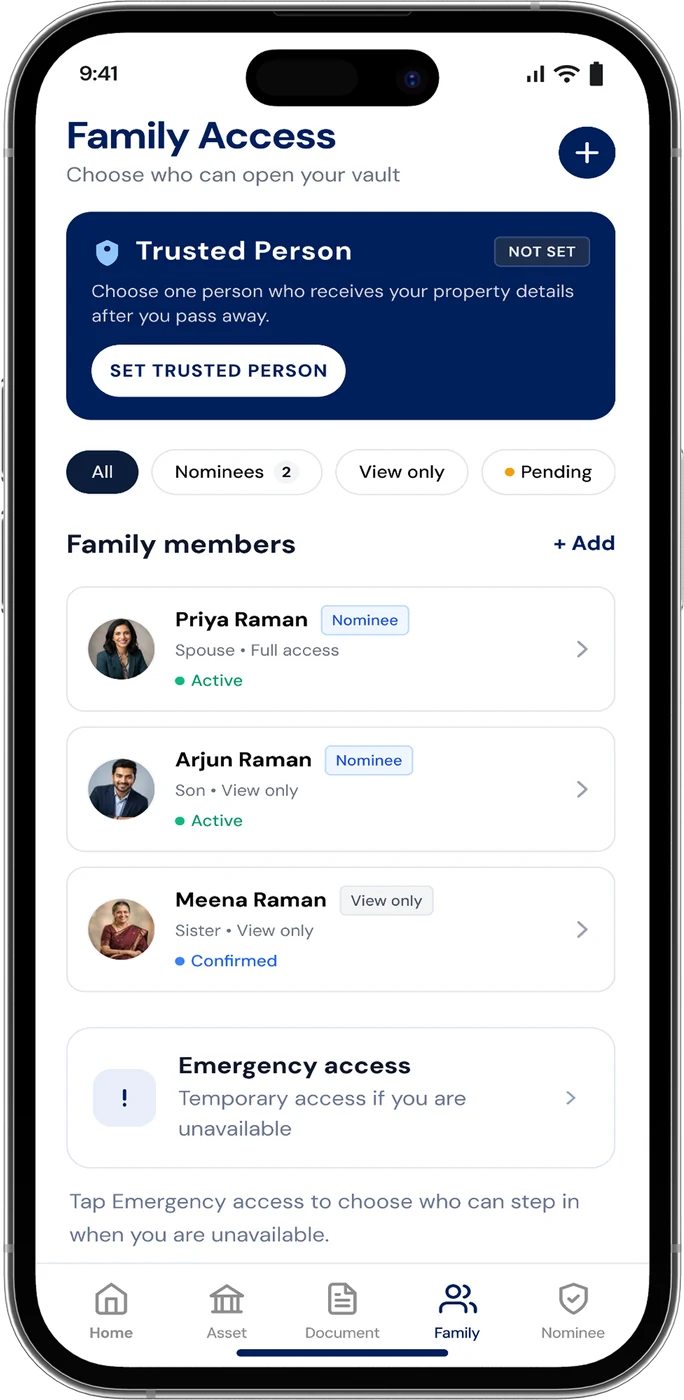 9:41
Family Access
Choose who can open your vault
Trusted Person
NOT SET
Choose one person who receives your property details
after you pass away.
SET TRUSTED PERSON
All
Nominees 2
View only
Pending
Family members
+ Add
Priya Raman
Nominee
Spouse • Full access
Active
Arjun Raman
Nominee
Son • View only
Active
Meena Raman
View only
Sister • View only
Confirmed
Emergency access
Temporary access if you are
unavailable
Tap Emergency access to choose who can step in
when you are unavailable.
Home
Asset
Document
Family
Nominee